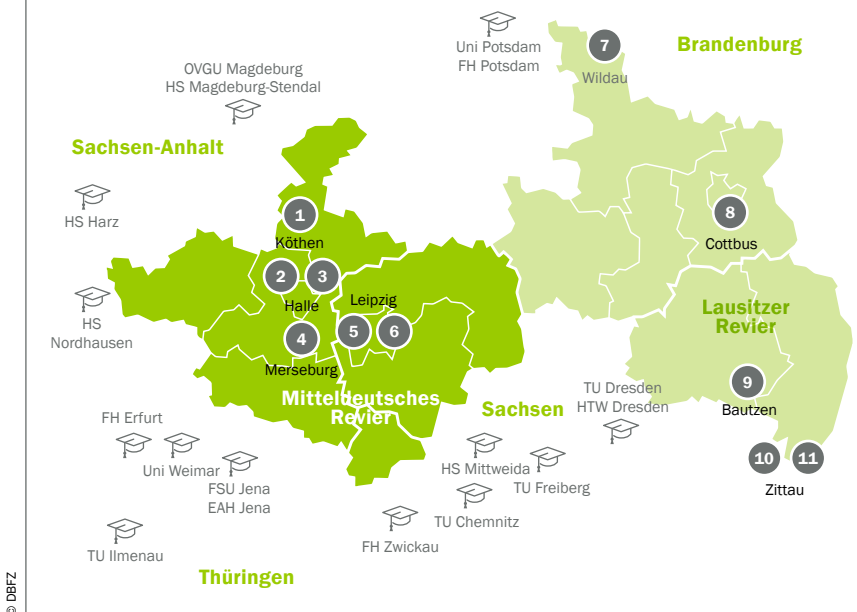 Uni Potsdam
FH Potsdam
7
Wildau
Brandenburg
OVGU Magdeburg
HS Magdeburg-Stendal
Sachsen-Anhalt
HS Harz
1
Köthen
8
Cottbus
2
3
Halle
Leipzig
HS
Nordhausen
4
5
6
Merseburg
Lausitzer
Revier
Mitteldeutsches
Revier
9
Bautzen
Sachsen
TU Dresden
HTW Dresden
FH Erfurt
Uni Weimar
FSU Jena
EAH Jena
HS Mittweida
TU Freiberg
10
11
Zittau
TU Ilmenau
TU Chemnitz
FH Zwickau
Thüringen
© DBFZ